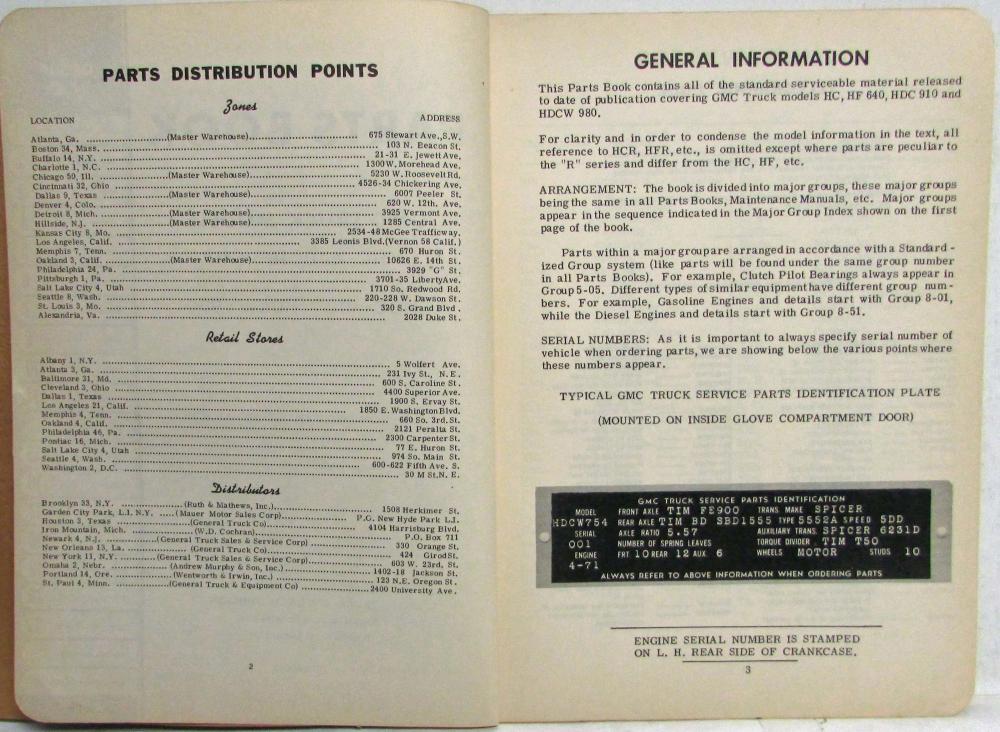 PARTS DISTRIBUTION POINTS
Zones
LOCATION ADDRESS
Atlanta, Ga. (Master Warehouse) 675 Stewart Ave.,S.W.
Boston 34, Mass. 103 N. Beacon St.
Buffalo 14, N.Y. 21-31 E. Jewett Ave.
Charlotte 1, N.C. 1300 W. Morehead Ave.
Chicago 50, Ill. (Master Warehouse) 5230 W. Roosevelt Rd.
Cincinnati 32, Ohio 4526-34 Chickering Ave.
Dallas 9, Texas (Master Warehouse) 6007 Peeler St.
Denver 4, Colo. 620 W. 12th. Ave.
Detroit 8, Mich. (Master Warehouse) 3925 Vermont Ave.
Hillside, N.J. (Master Warehouse) 1285 Central Ave.
Kansas City 8, Mo. 2534-48 McGee Trafficway.
Los Angeles, Calif. 3385 Leonis Blvd.(Vernon 58 Calif.)
Memphis 7, Tenn. 670 Huron St.
Oakland 3, Calif. (Master Warehouse) 10626 E. 14th St.
Philadelphia 24, Pa. 3929 "G" St.
Pittsburgh 1, Pa. 3701-35 Liberty Ave.
Salt Lake City 4, Utah 1710 So. Redwood Rd.
Seattle 8, Wash. 220-228 W. Dawson St.
St. Louis 3, Mo. 320 S. Grand Blvd.
Alexandria, Va. 2028 Duke St.
Retail Stores
Albany 1, N.Y. 5 Wolfert Ave.
Atlanta 3, Ga. 231 Ivy St., N.E.
Baltimore 31, Md. 600 S. Caroline St.
Cleveland 3, Ohio 4400 Superior Ave.
Dallas 1, Texas 1900 S. Ervay St.
Los Angeles 21, Calif. 1850 E. Washington Blvd.
Memphis 4, Tenn. 660 So. 3rd. St.
Oakland 4, Calif. 2121 Peralta St.
Philadelphia 46, Pa. 2300 Carpenter St.
Pontiac 16, Mich. 77 E. Huron St.
Salt Lake City 4, Utah 974 So. Main St.
Seattle 4, Wash. 600-622 Fifth Ave. S.
Washington 2, D.C. 30 M St. N. E.
Distributors
Brooklyn 33, N.Y. (Ruth & Mathews, Inc.) 1508 Herkimer St.
Garden City Park, L.I, N.Y. (Mauer Motor Sales Corp) P.O. New Hyde Park L.I.
Houston 3, Texas (General Truck Co) 4104 Harrisburg Blvd.
Iron Mountain, Mich. (W.D. Cochran) P.O. Box 711
Newark 4, N.J. (General Truck Sales & Service Corp) 330 Orange St.
New Orleans 13, La. (General Truck Co.) 424 Girod St.
New York 11, N.Y. (General Truck Sales & Service Corp) 603 W. 23rd. St.
Omaha 2, Nebr. (Andrew Murphy & Son, Inc.) 1402-18 Jackson St.
Portland 14, Ore. (Wentworth & Irwin, Inc.) 123 N.E. Oregon St.
St. Paul 4, Minn. (General Truck & Equipment Co) 2400 University Ave.
2
GENERAL INFORMATION
This Parts Book contains all of the standard serviceable material released
to date of publication covering GMC Truck models HC, HF 640, HDC 910 and
HDCW 980.
For clarity and in order to condense the model information in the text, all
reference to HCR, HFR, etc., is omitted except where parts are peculiar to
the "R" series and differ from the HC, HF, etc.
ARRANGEMENT: The book is divided into major groups, these major groups
being the same in all Parts Books, Maintenance Manuals, etc. Major groups
appear in the sequence indicated in the Major Group Index shown on the first
page of the book.
Parts within a major group are arranged in accordance with a Standard -
ized Group system (like parts will be found under the same group number
in all Parts Books). For example, Clutch Pilot Bearings always appear in
Group 5-05. Different types of similar equipment have different group num -
bers. For example, Gasoline Engines and details start with Group 8-01,
while the Diesel Engines and details start with Group 8-51.
SERIAL NUMBERS: As it is important to always specify serial number of
vehicle when ordering parts, we are showing below the various points where
these numbers appear.
TYPICAL GMC TRUCK SERVICE PARTS IDENTIFICATION PLATE
(MOUNTED ON INSIDE GLOVE COMPARTMENT DOOR)
GMC TRUCK SERVICE PARTS IDENTIFICATION
MODEL FRONT AXLE TIM FE900 TRANS MAKE SPICER
HDCW754 REAR AXLE TIM BD SBD1555 TYPE 5552A SPEED 5DD
SERIAL AXLE RATIO 5.57 AUXILIARY TRANS. SPICER 6231D
001 NUMBER OF SPRING LEAVES TORQUE DIVIDER TIM T50
ENGINE FRT 10 REAR 12 AUX 6 WHEELS MOTOR STUDS 10
4-71
ALWAYS REFER TO ABOVE INFORMATION WHEN ORDERING PARTS
ENGINE SERIAL NUMBER IS STAMPED
ON L. H. REAR SIDE OF CRANKCASE.
3